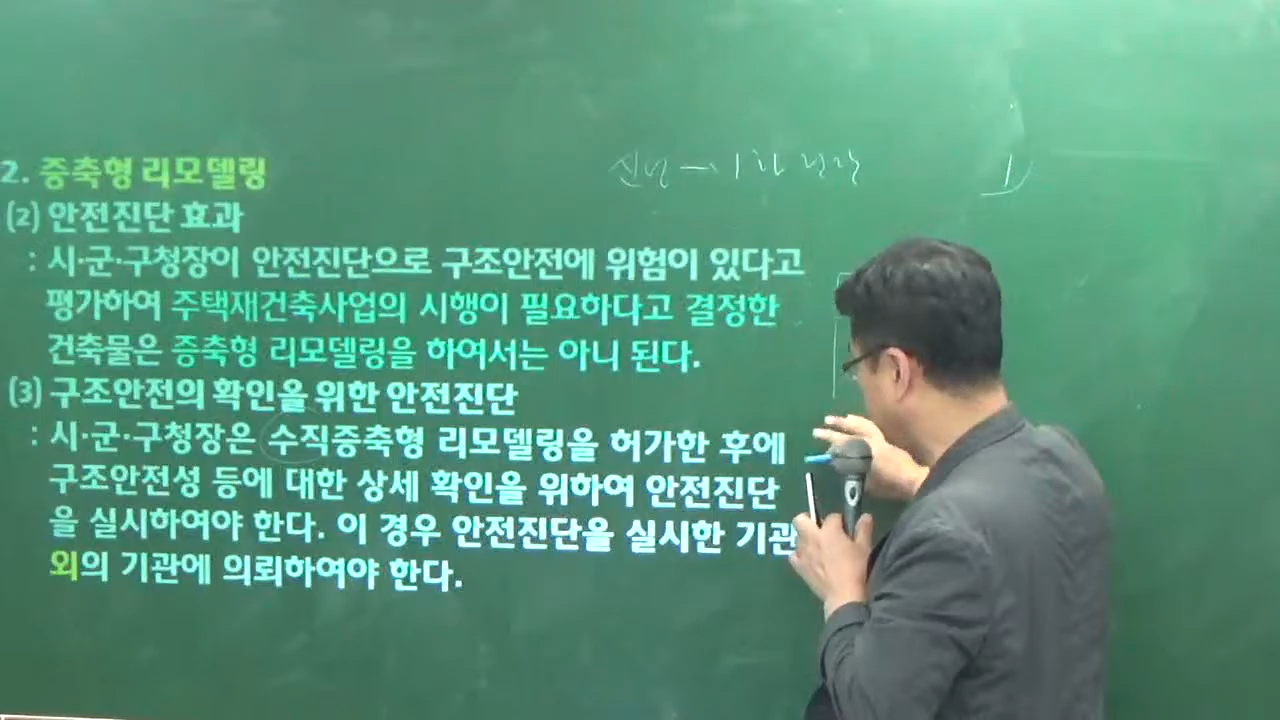 2. 증축형 리모델링
(2) 안전진단 효과
: 시·군·구청장이 안전진단으로 구조안전에 위험이 있다고
평가하여 주택재건축사업의 시행이 필요하다고 결정한
건축물은 증축형 리모델링을 하여서는 아니 된다.
(3) 구조안전의 확인을 위한 안전진단
: 시·군·구청장은 수직증축형 리모델링을 허가한 후에
구조안전성 등에 대한 상세 확인을 위하여 안전진단
을 실시하여야 한다. 이 경우 안전진단을 실시한 기관
외의 기관에 의뢰하여야 한다.